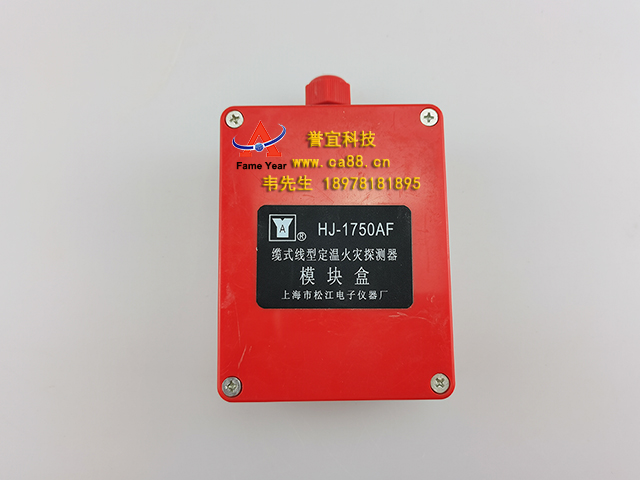 誉宜科技
Fame Year
www.ca88.cn
韦先生 18978181895
A
® HJ-1750AF
缆式线型定温火灾探测器
模块盒
上海市松江电子仪器厂